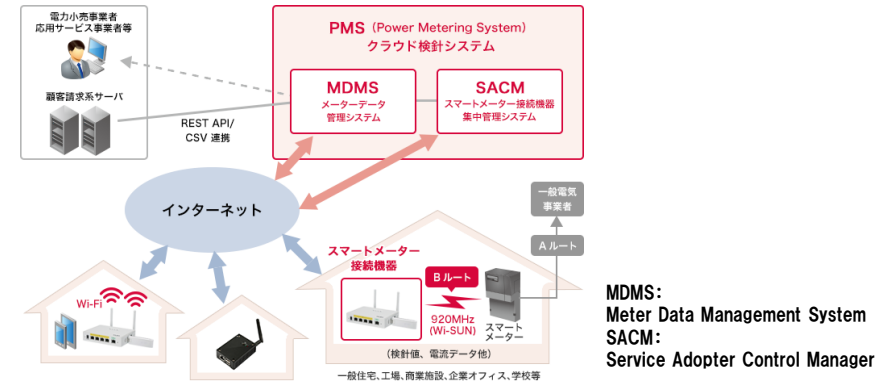 電力小売事業者
応用サービス事業者等
顧客請求系サーバ
REST API/
CSV 連携
PMS（Power Metering System）
クラウド検針システム
MDMS
メーターデータ
管理システム
SACM
スマートメーター接続機器
集中管理システム
インターネット
一般電気
事業者
Aルート
Wi-Fi
スマートメーター
接続機器
Bルート
920MHz
(Wi-SUN)
スマート
メーター
（検針値、電流データ他）
一般住宅、工場、商業施設、企業オフィス、学校等
MDMS：
Meter Data Management System
SACM：
Service Adopter Control Manager